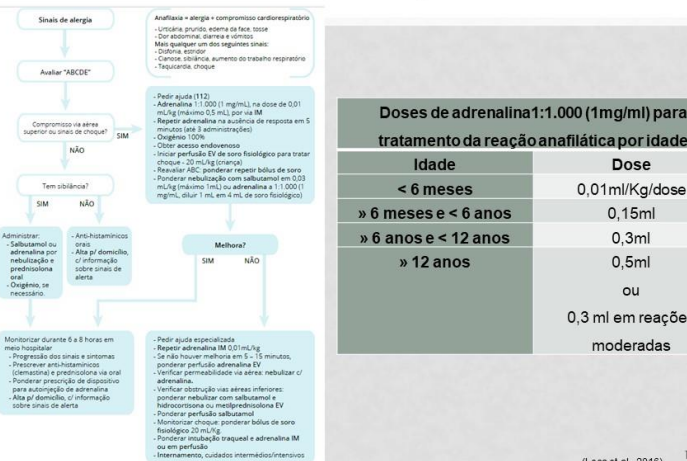 Sinais de alergia
Avaliar "ABCDE"
Compromisso via aérea
superior ou sinais de choque?
SIM
NÃO
Tem sibilância?
SIM
NÃO
Administrar:
- Salbutamol ou
adrenalina por
nebulização e
prednisolona
oral
- Oxigénio, se
necessário.
- Anti-histamínicos
orais
- Alta p/ domicílio,
c/ informação
sobre sinais de
alerta
Monitorizar durante 6 a 8 horas em
meio hospitalar
- Progressão dos sinais e sintomas
- Prescrever anti-histamínicos
(clemastina) e prednisolona via oral
- Ponderar prescrição de dispositivo
para autoinjeção de adrenalina
- Alta p/ domicílio, c/ informação
sobre sinais de alerta
Anafilaxia = alergia + compromisso cardiorespiratório
- Urticária, prurido, edema da face, tosse
- Dor abdominal, diarreia e vómitos
Mais qualquer um dos seguintes sinais:
- Disfonia, estridor
- Cianose, sibilância, aumento do trabalho respiratório
- Taquicardia, choque
- Pedir ajuda (112)
- Adrenalina 1:1.000 (1 mg/mL), na dose de 0,01
mL/kg (máximo 0,5 mL), por via IM
- Repetir adrenalina na ausência de resposta em 5
minutos (até 3 administrações)
- Oxigénio 100%
- Obter acesso endovenoso
- Iniciar perfusão EV de soro fisiológico para tratar
choque - 20 mL/kg (criança)
- Reavaliar ABC: ponderar repetir bólus de soro
- Ponderar nebulização com salbutamol em 0,03
mL/kg (máximo 1mL) ou adrenalina a 1:1.000 (1
mg/mL, diluir 1 mL em 4 mL de soro fisiológico)
Melhora?
SIM
NÃO
- Pedir ajuda especializada
- Repetir adrenalina IM 0,01mL/kg
- Se não houver melhoria em 5 – 15 minutos,
ponderar perfusão adrenalina EV
- Verificar permeabilidade via aérea: nebulizar c/
adrenalina.
- Verificar obstrução vias aéreas inferiores:
ponderar nebulizar com salbutamol e
hidrocortisona ou metilprednisolona EV
- Ponderar perfusão salbutamol
- Monitorizar choque: ponderar bólus de soro
fisiológico 20 mL/Kg.
- Ponderar intubação traqueal e adrenalina IM
ou em perfusão
- Internamento, cuidados intermédios/intensivos
Doses de adrenalina1:1.000 (1mg/ml) para
tratamento da reação anafilática por idade
Idade Dose
< 6 meses 0,01ml/Kg/dose
» 6 meses e < 6 anos 0,15ml
» 6 anos e < 12 anos 0,3ml
» 12 anos 0,5ml
ou
0,3 ml em reaçõe
moderadas